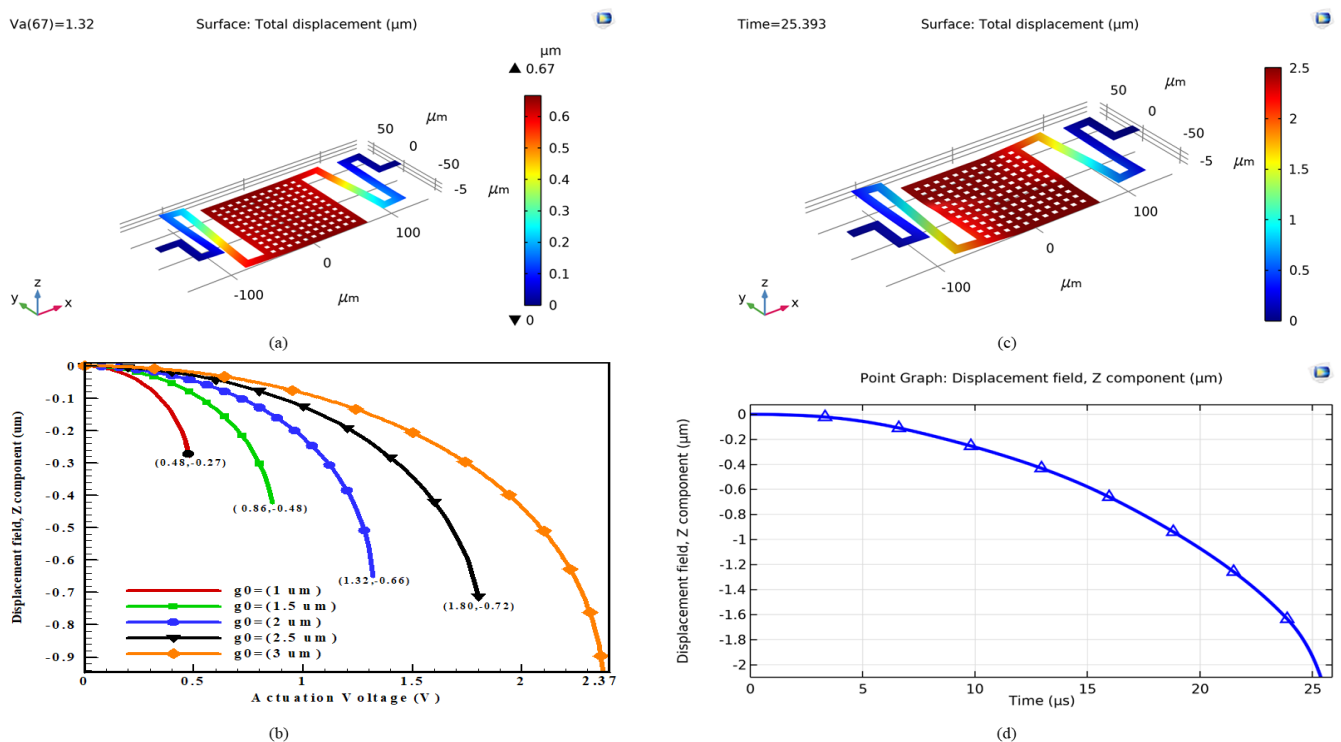 Va(67)=1.32
Surface: Total displacement (µm)
µm
0.67
0.6
0.5
0.4
0.3
0.2
0.1
0
0
50
0
-50
-5
µm
µm
100
0
-100
µm
z
y
x
(a)
Time=25.393
Surface: Total displacement (µm)
2.5
2
1.5
1
0.5
0
50
0
-50
-5
µm
µm
100
0
-100
µm
z
y
x
(c)
Displacement field, Z component (um)
0
-0.1
-0.2
-0.3
-0.4
-0.5
-0.6
-0.7
-0.8
-0.9
(0.48,-0.27)
( 0.86,-0.48)
(1.32,-0.66)
(1.80,-0.72)
g0=(1 um)
g0=(1.5 um)
g0=(2 um)
g0=(2.5 um)
g0=(3 um)
0
0.5
1
1.5
2
2.37
Actuation Voltage (V)
(b)
Point Graph: Displacement field, Z component (µm)
Displacement field, Z component (µm)
0
-0.2
-0.4
-0.6
-0.8
-1
-1.2
-1.4
-1.6
-1.8
-2
0
5
10
15
20
25
Time (µs)
(d)